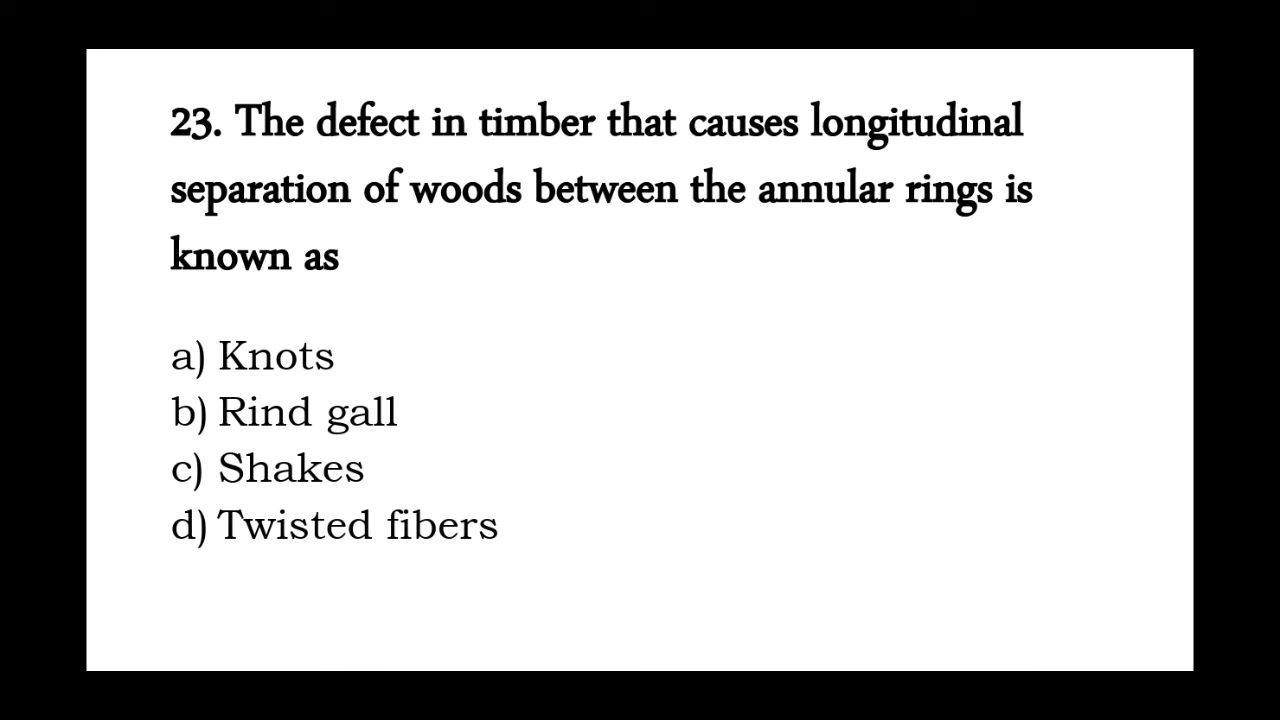 23. The defect in timber that causes longitudinal
separation of woods between the annular rings is
known as
a) Knots
b) Rind gall
c) Shakes
d) Twisted fibers